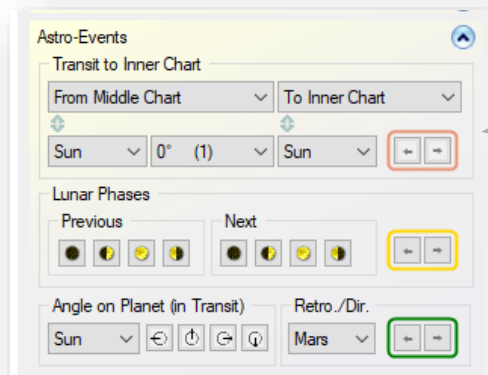 Astro-Events
Transit to Inner Chart
From Middle Chart To Inner Chart
Sun 0° (1) Sun
Lunar Phases
Previous Next
Angle on Planet (in Transit) Retro./Dir.
Sun Mars